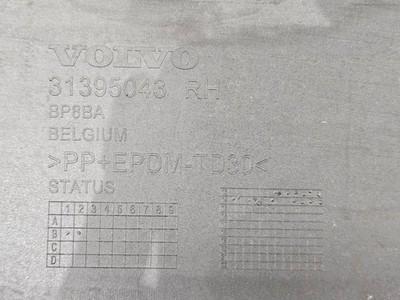 VOLVO
31395043 RH
BP8BA
BELGIUM
>PP+EPDM-TD30<
STATUS
1 2 3 4 5 6 7 8 9
A
B
C
D